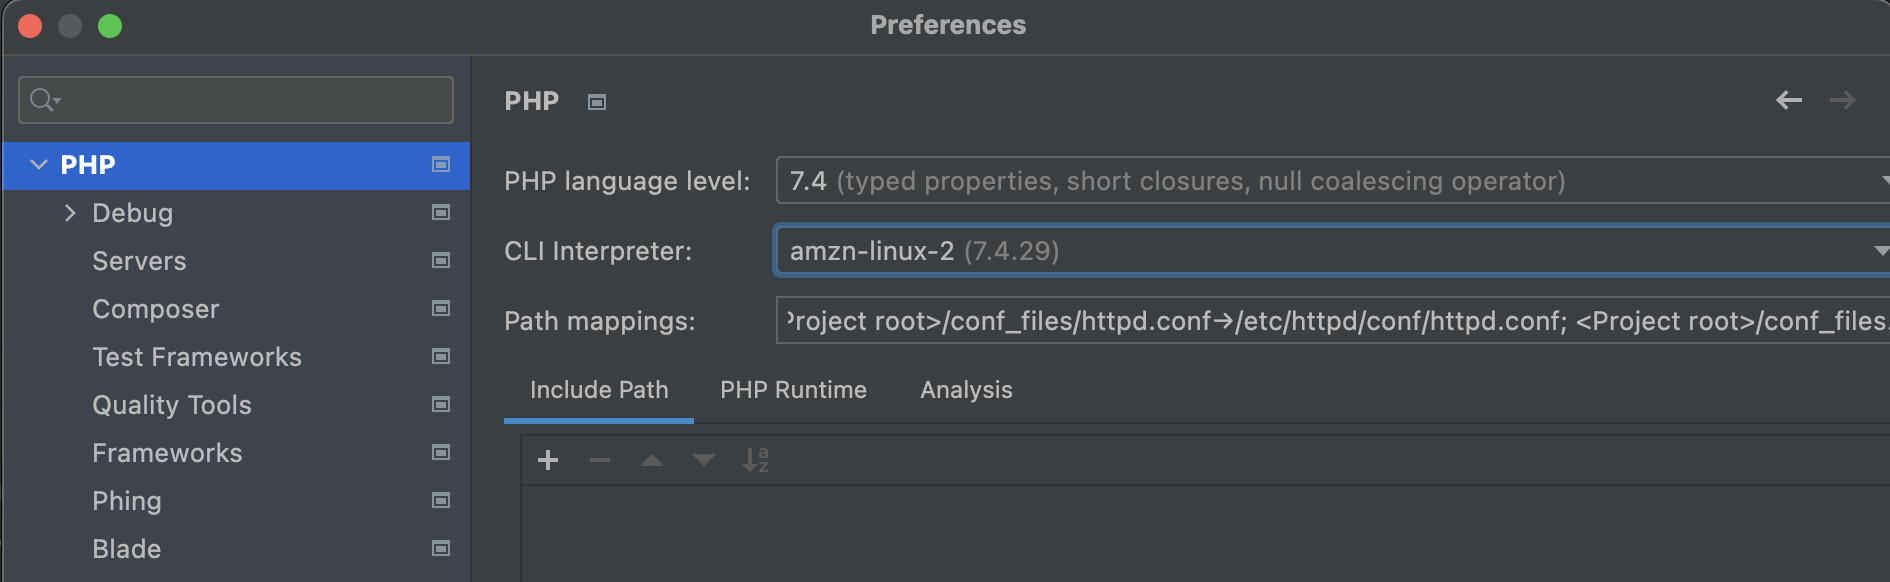 Preferences
PHP
Debug
Servers
Composer
Test Frameworks
Quality Tools
Frameworks
Phing
Blade
PHP
PHP language level: 7.4 (typed properties, short closures, null coalescing operator)
CLI Interpreter: amzn-linux-2 (7.4.29)
Path mappings: Project root>/conf_files/httpd.conf→/etc/httpd/conf/httpd.conf; <Project root>/conf_files.
Include Path PHP Runtime Analysis